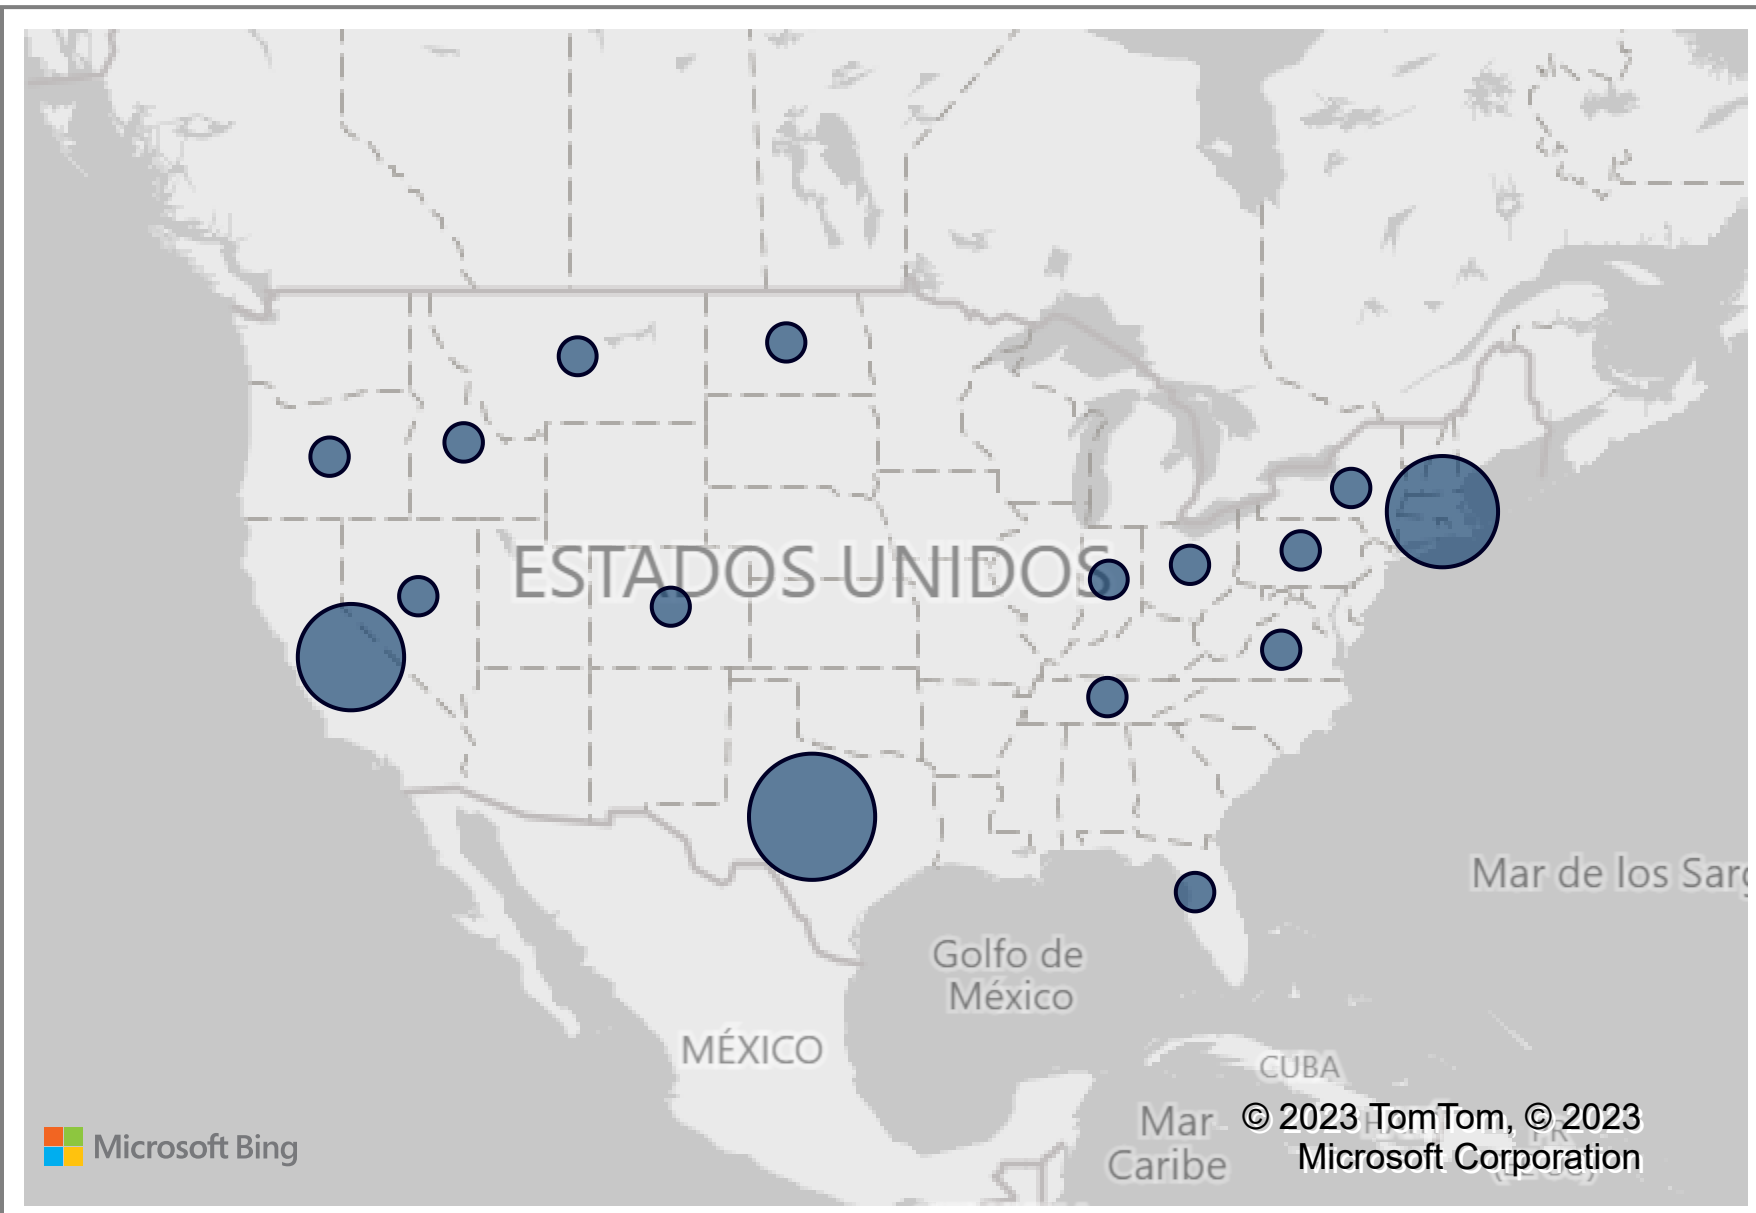 ESTADOS UNIDOS
Mar de los Sarg
Golfo de
México
MÉXICO
CUBA
Mar
Caribe
PR
© 2023 TomTom, © 2023
Microsoft Corporation
Microsoft Bing